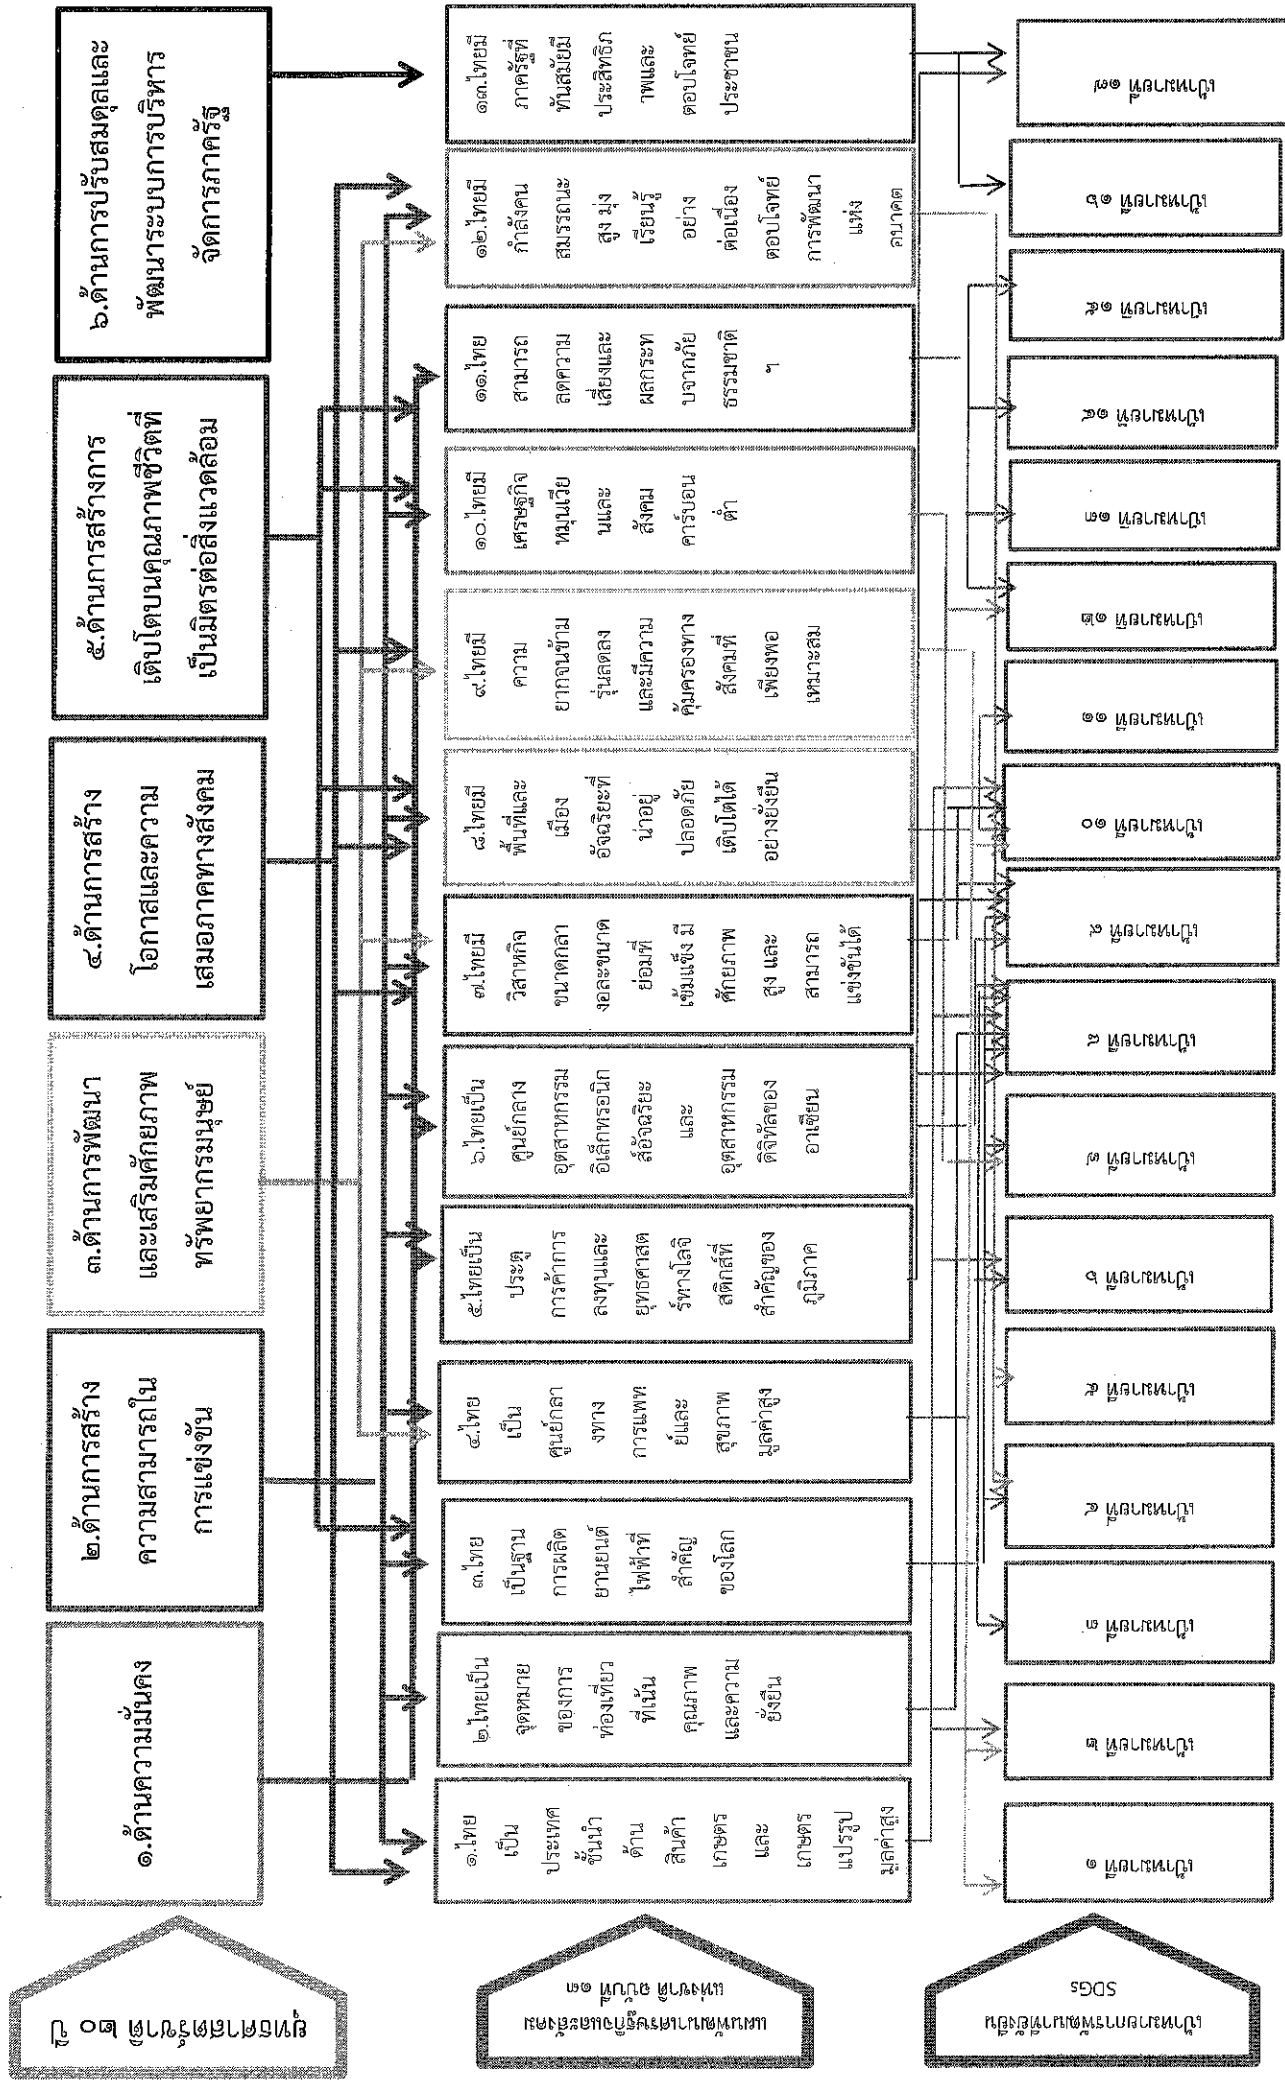 ยุทธศาสตร์ชาติ ๒๐ ปี
๑.ด้านความมั่นคง
๒.ด้านการสร้าง
ความสามารถใน
การแข่งขัน
๓.ด้านการพัฒนา
และเสริมศักยภาพ
ทรัพยากรมนุษย์
๔.ด้านการสร้าง
โอกาสและความ
เสมอภาคทางสังคม
๕.ด้านการสร้างการ
เติบโตบนคุณภาพชีวิตที่
เป็นมิตรต่อสิ่งแวดล้อม
๖.ด้านการปรับสมดุลและ
พัฒนาระบบการบริหาร
จัดการภาครัฐ
แผนพัฒนาเศรษฐกิจและสังคม
แห่งชาติ ฉบับที่ ๑๓
๑.ไทย
เป็น
ประเทศ
ชั้นนำ
ด้าน
สินค้า
เกษตร
และ
เกษตร
แปรรูป
มูลค่าสูง
๒.ไทยเป็น
จุดหมาย
ของการ
ท่องเที่ยว
ที่เน้น
คุณภาพ
และความ
ยั่งยืน
๓.ไทย
เป็นฐาน
การผลิต
ยานยนต์
ไฟฟ้าที่
สำคัญ
ของโลก
๔.ไทย
เป็น
ศูนย์กลา
งทาง
การแพท
ย์และ
สุขภาพ
มูลค่าสูง
๕.ไทยเป็น
ประตู
การค้าการ
ลงทุนและ
ยุทธศาสต
ร์ทางโลจิ
สติกส์ที่
สำคัญของ
ภูมิภาค
๖.ไทยเป็น
ศูนย์กลาง
อุตสาหกรรม
อิเล็กทรอนิก
ส์อัจฉริยะ
และ
อุตสาหกรรม
ดิจิทัลของ
อาเซียน
๗.ไทยมี
วิสาหกิจ
ขนาดกลา
งอละขนาด
ย่อมที่
เข้มแข็ง มี
ศักยภาพ
สูง และ
สามารถ
แข่งขันได้
๘.ไทยมี
พื้นที่และ
เมือง
อัจฉริยะที่
น่าอยู่
ปลอดภัย
เติบโตได้
อย่างยั่งยืน
๙.ไทยมี
ความ
ยากจนข้าม
รุ่นลดลง
และมีความ
คุ้มครองทาง
สังคมที่
เพียงพอ
เหมาะสม
๑๐.ไทยมี
เศรษฐกิจ
หมุนเวีย
นและ
สังคม
คาร์บอน
ต่ำ
๑๑.ไทย
สามารถ
ลดความ
เสี่ยงและ
ผลกระท
บจากภัย
ธรรมชาติ
ฯ
๑๒.ไทยมี
กำลังคน
สมรรถนะ
สูง มุ่ง
เรียนรู้
อย่าง
ต่อเนื่อง
ตอบโจทย์
การพัฒนา
แห่ง
อนาคต
๑๓.ไทยมี
ภาครัฐที่
ทันสมัยมี
ประสิทธิภ
าพและ
ตอบโจทย์
ประชาชน
เป้าหมายการพัฒนาที่ยั่งยืน
SDGs
เป้าหมายที่ ๑
เป้าหมายที่ ๒
เป้าหมายที่ ๓
เป้าหมายที่ ๔
เป้าหมายที่ ๕
เป้าหมายที่ ๖
เป้าหมายที่ ๗
เป้าหมายที่ ๘
เป้าหมายที่ ๙
เป้าหมายที่ ๑๐
เป้าหมายที่ ๑๑
เป้าหมายที่ ๑๒
เป้าหมายที่ ๑๓
เป้าหมายที่ ๑๔
เป้าหมายที่ ๑๕
เป้าหมายที่ ๑๖
เป้าหมายที่ ๑๗